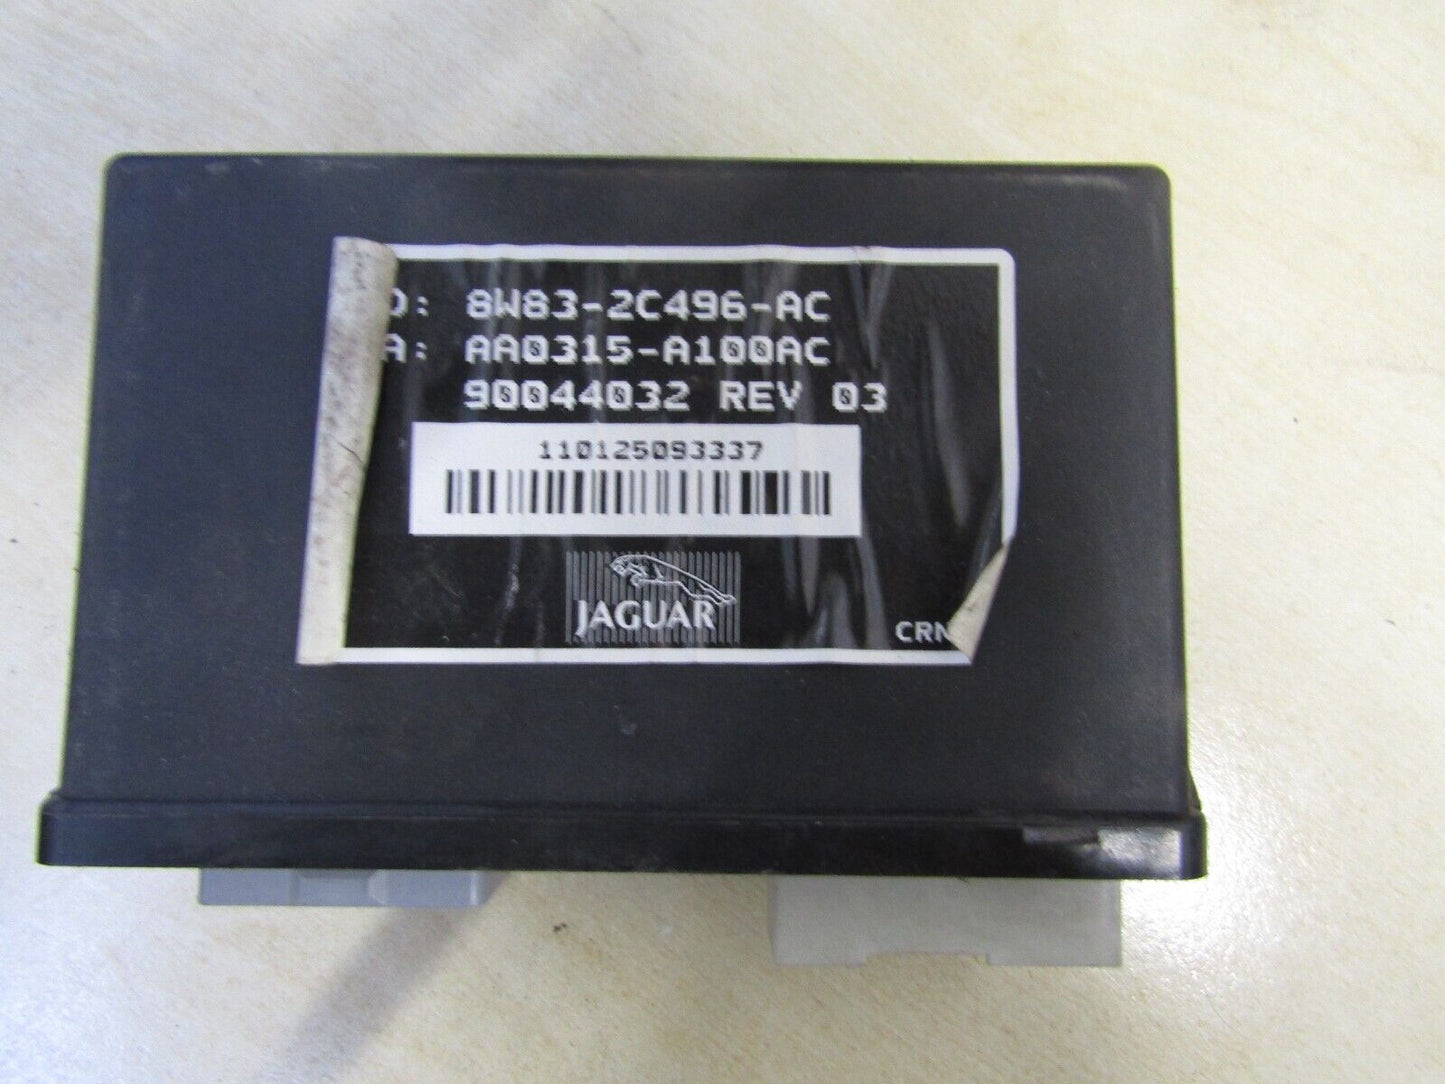 D: 8W83-2C496-AC
A: AA0315-A100AC
90044032 REV 03
110125093337
JAGUAR
CRN